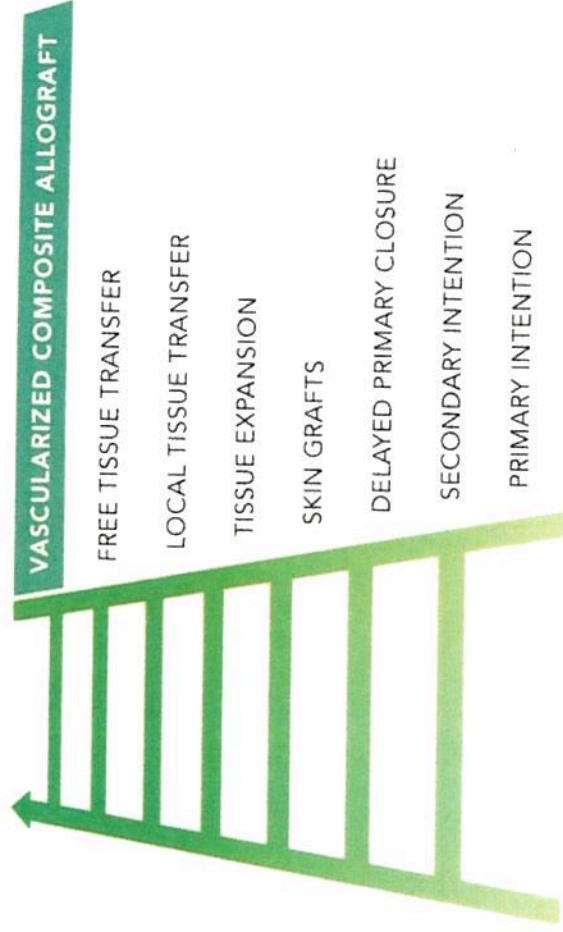 VASCULARIZED COMPOSITE ALLOGRAFT
FREE TISSUE TRANSFER
LOCAL TISSUE TRANSFER
TISSUE EXPANSION
SKIN GRAFTS
DELAYED PRIMARY CLOSURE
SECONDARY INTENTION
PRIMARY INTENTION